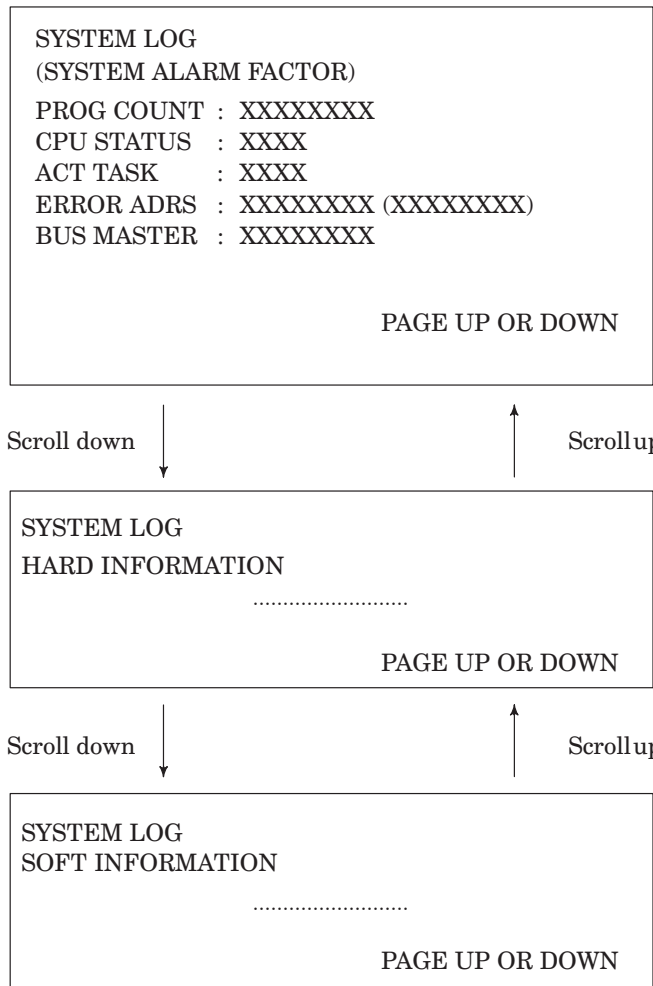 SYSTEM LOG
(SYSTEM ALARM FACTOR)
PROG COUNT : XXXXXXXX
CPU STATUS : XXXX
ACT TASK : XXXX
ERROR ADRS : XXXXXXXX (XXXXXXXX)
BUS MASTER : XXXXXXXX
PAGE UP OR DOWN
Scroll down Scroll up
SYSTEM LOG
HARD INFORMATION
..........................
PAGE UP OR DOWN
Scroll down Scroll up
SYSTEM LOG
SOFT INFORMATION
..........................
PAGE UP OR DOWN